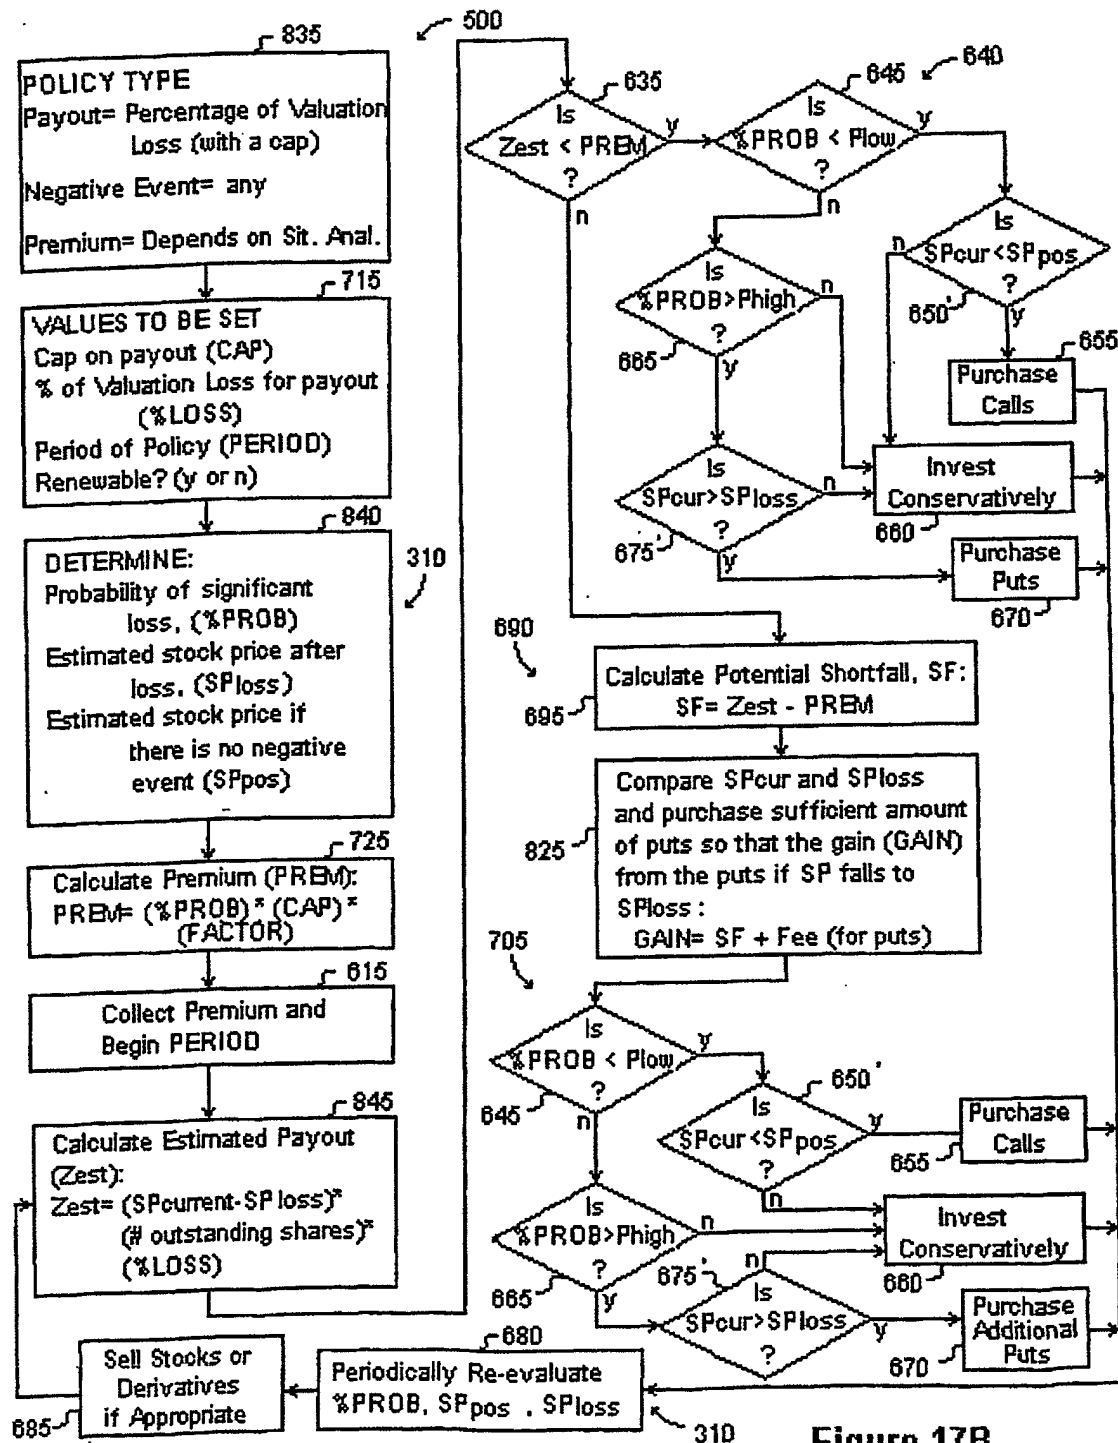 500
835
POLICY TYPE
Payout= Percentage of Valuation
Loss (with a cap)
Negative Event= any
Premium= Depends on Sit. Anal.
715
VALUES TO BE SET
Cap on payout (CAP)
% of Valuation Loss for payout
(%LOSS)
Period of Policy (PERIOD)
Renewable? (y or n)
840
310
DETERMINE:
Probability of significant
loss, (%PROB)
Estimated stock price after
loss, (SPloss)
Estimated stock price if
there is no negative
event (SPpos)
725
Calculate Premium (PREM):
PREM= (%PROB)* (CAP)*
(FACTOR)
615
Collect Premium and
Begin PERIOD
845
Calculate Estimated Payout
(Zest):
Zest= (SPcurrent-SPloss)*
(# outstanding shares)*
(%LOSS)
635
Is
Zest < PREM
?
y
n
640
645
Is
%PROB < Plow
?
y
n
Is
SPcur<SPpos
?
n
y
650'
655
Purchase
Calls
Is
%PROB>Phigh
?
n
y
665
Is
SPcur>SPloss
?
n
y
675'
Invest
Conservatively
660
Purchase
Puts
670
690
Calculate Potential Shortfall, SF:
SF= Zest - PREM
695
Compare SPcur and SPloss
and purchase sufficient amount
of puts so that the gain (GAIN)
from the puts if SP falls to
SPloss :
GAIN= SF + Fee (for puts)
825
705
Is
%PROB < Plow
?
y
n
645
650'
Is
SPcur<SPpos
?
y
n
Purchase
Calls
655
Is
%PROB>Phigh
?
n
y
665
Invest
Conservatively
660
675'
n
Is
SPcur>SPloss
?
y
Purchase
Additional
Puts
670
680
Periodically Re-evaluate
%PROB, SPpos , SPloss
310
Sell Stocks or
Derivatives
if Appropriate
685
Figure 17B